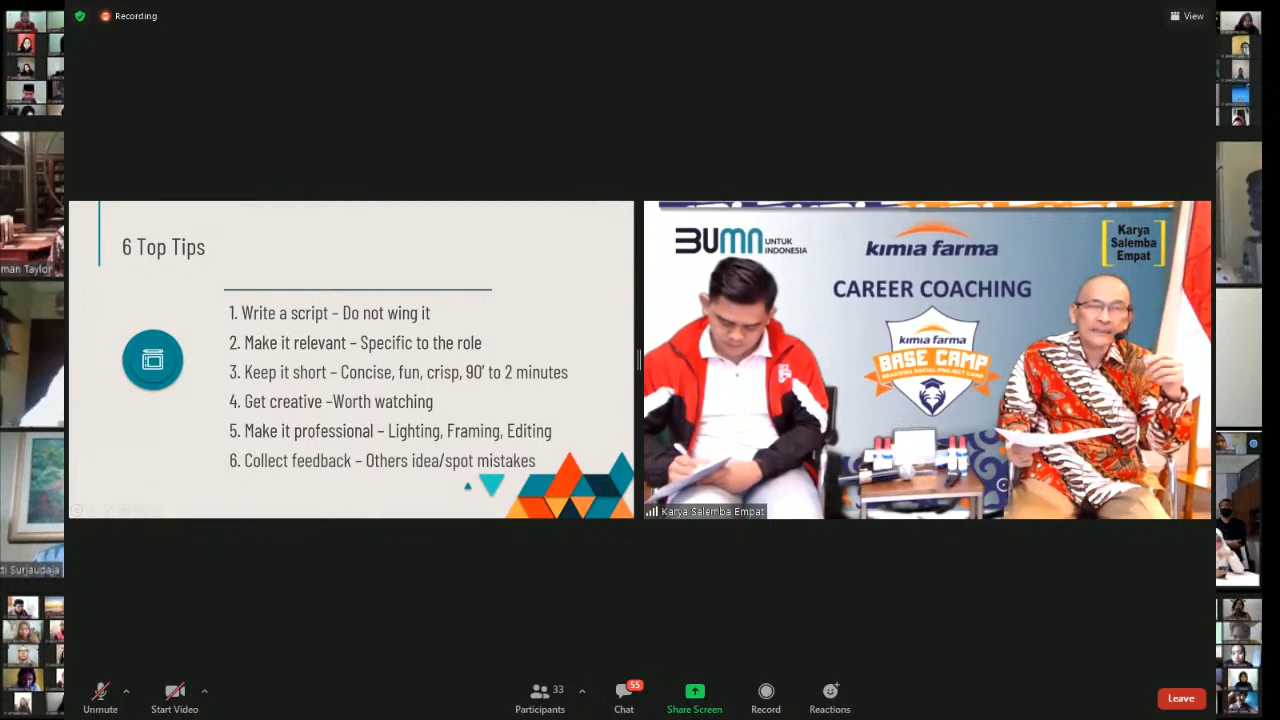 Recording
View
6 Top Tips
1. Write a script – Do not wing it
2. Make it relevant – Specific to the role
3. Keep it short – Concise, fun, crisp, 90’ to 2 minutes
4. Get creative –Worth watching
5. Make it professional – Lighting, Framing, Editing
6. Collect feedback – Others idea/spot mistakes
BUMN UNTUK
INDONESIA
kimia farma
Karya
Salemba
Empat
CAREER COACHING
kimia farma
BASE CAMP
Karya Salemba Empat
man Taylor
ti Surjaudaja
Unmute
Start Video
Participants
33
Chat
55
Share Screen
Record
Reactions
Leave